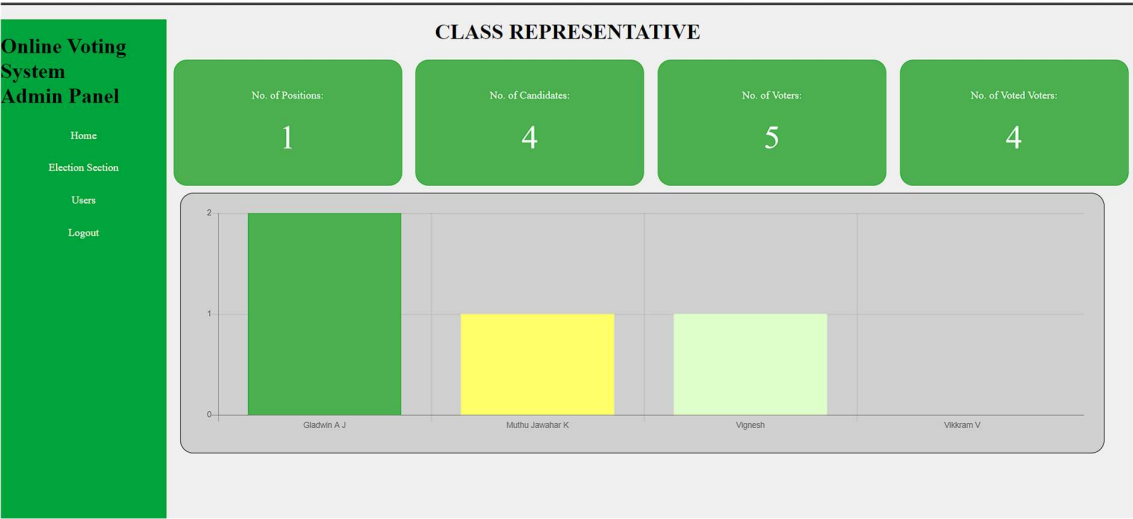 Online Voting
System
Admin Panel
Home
Election Section
Users
Logout
CLASS REPRESENTATIVE
No. of Positions:
1
No. of Candidates:
4
No. of Voters:
5
No. of Voted Voters:
4
2
1
0
Gladwin A J
Muthu Jawahar K
Vignesh
Vikkram V